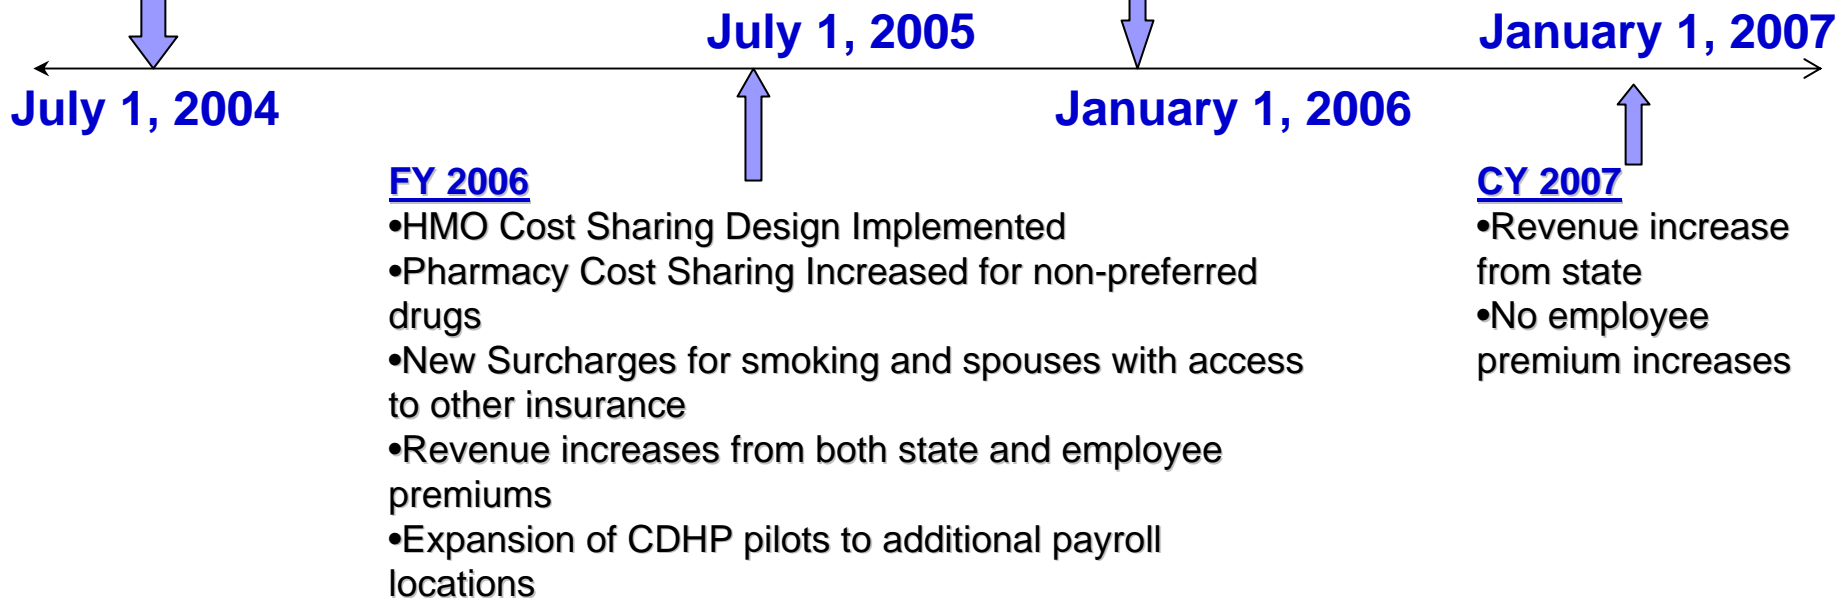 July 1, 2005
January 1, 2007
July 1, 2004
January 1, 2006
FY 2006
•HMO Cost Sharing Design Implemented
•Pharmacy Cost Sharing Increased for non-preferred
drugs
•New Surcharges for smoking and spouses with access
to other insurance
•Revenue increases from both state and employee
premiums
•Expansion of CDHP pilots to additional payroll
locations
CY 2007
•Revenue increase
from state
•No employee
premium increases